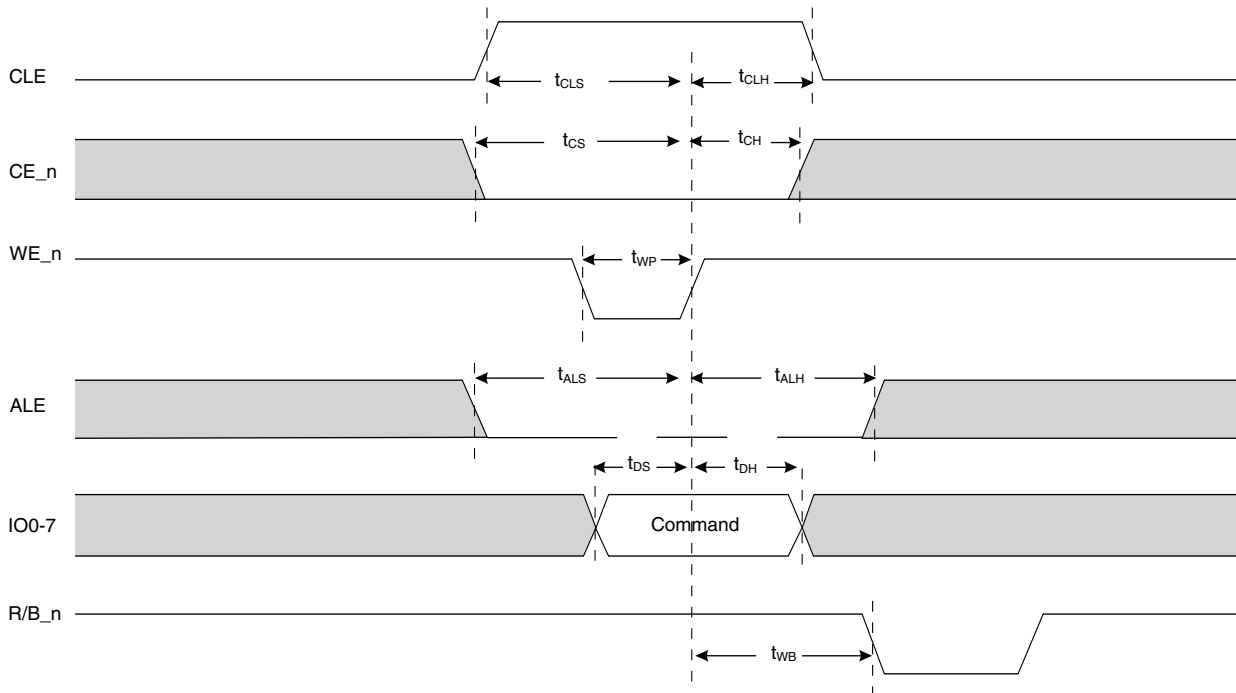 CLE
tCLS
tCLH
CE_n
tCS
tCH
WE_n
tWP
ALE
tALS
tALH
tDS
tDH
IO0-7
Command
R/B_n
tWB